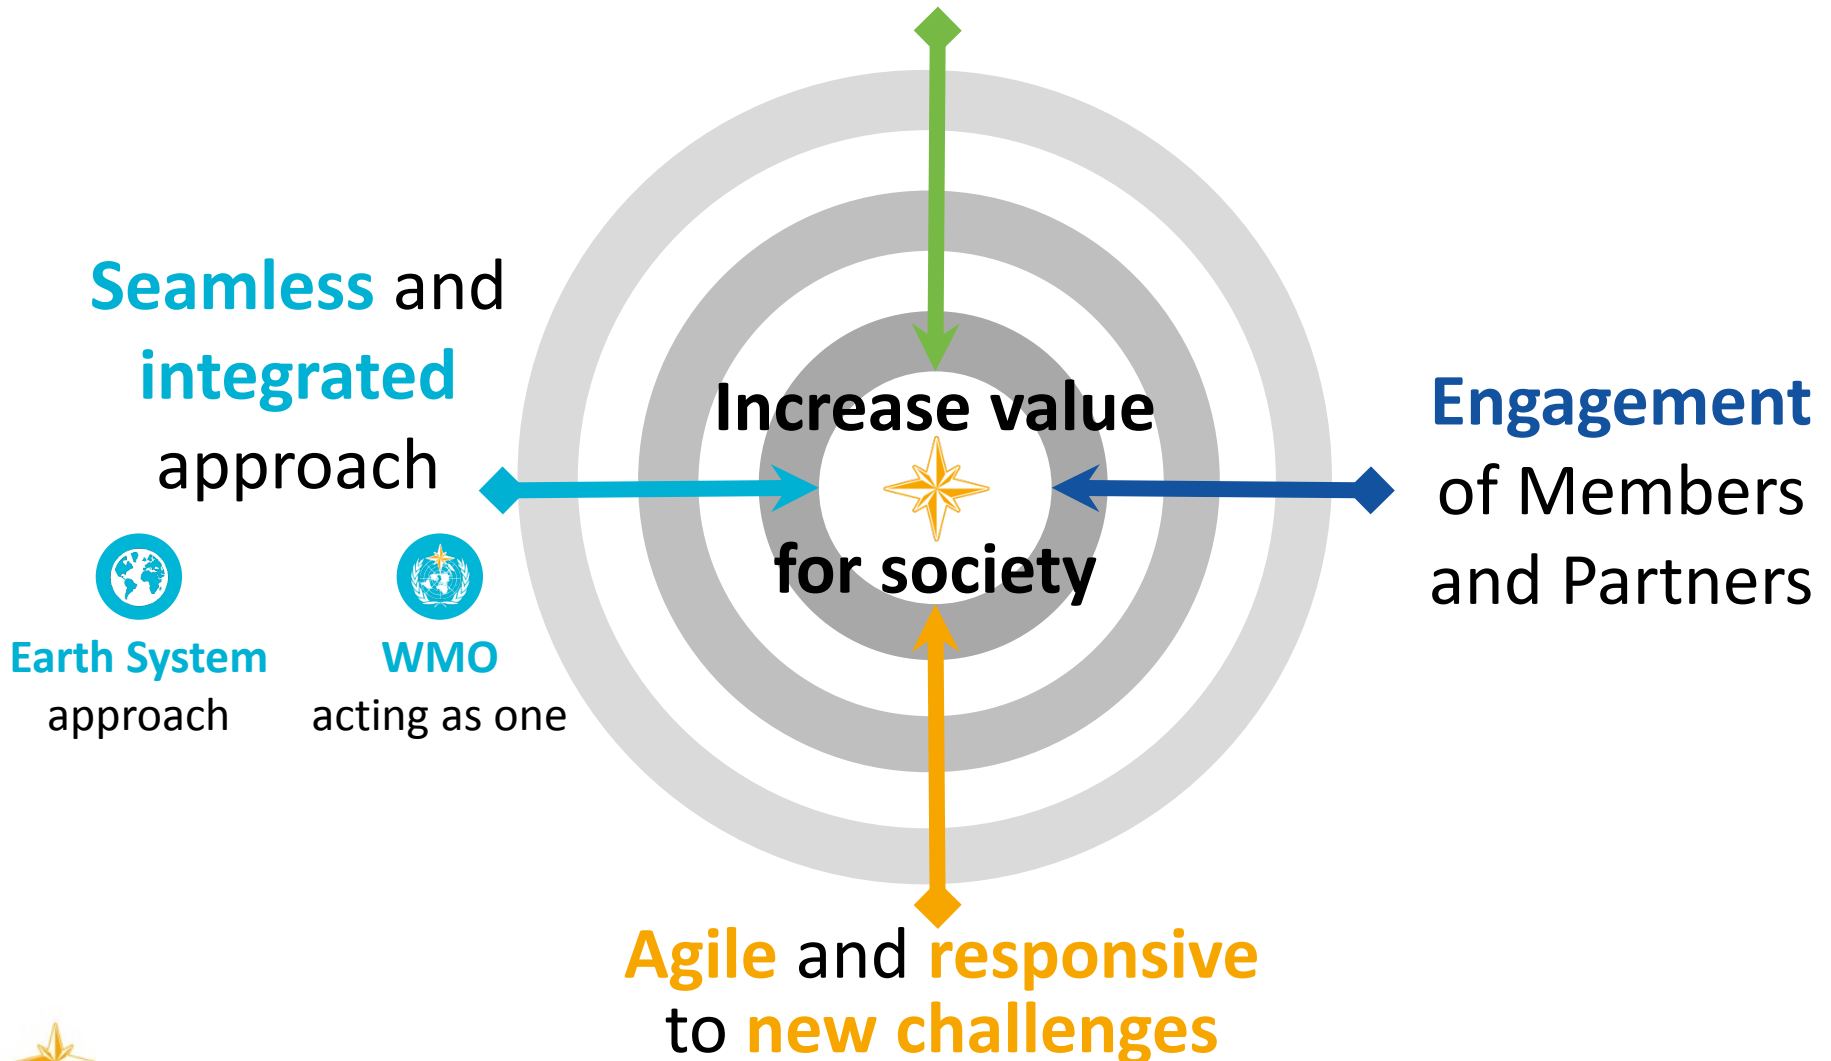 Seamless and
integrated
approach
Earth System
approach
WMO
acting as one
Increase value
for society
Engagement
of Members
and Partners
Agile and responsive
to new challenges